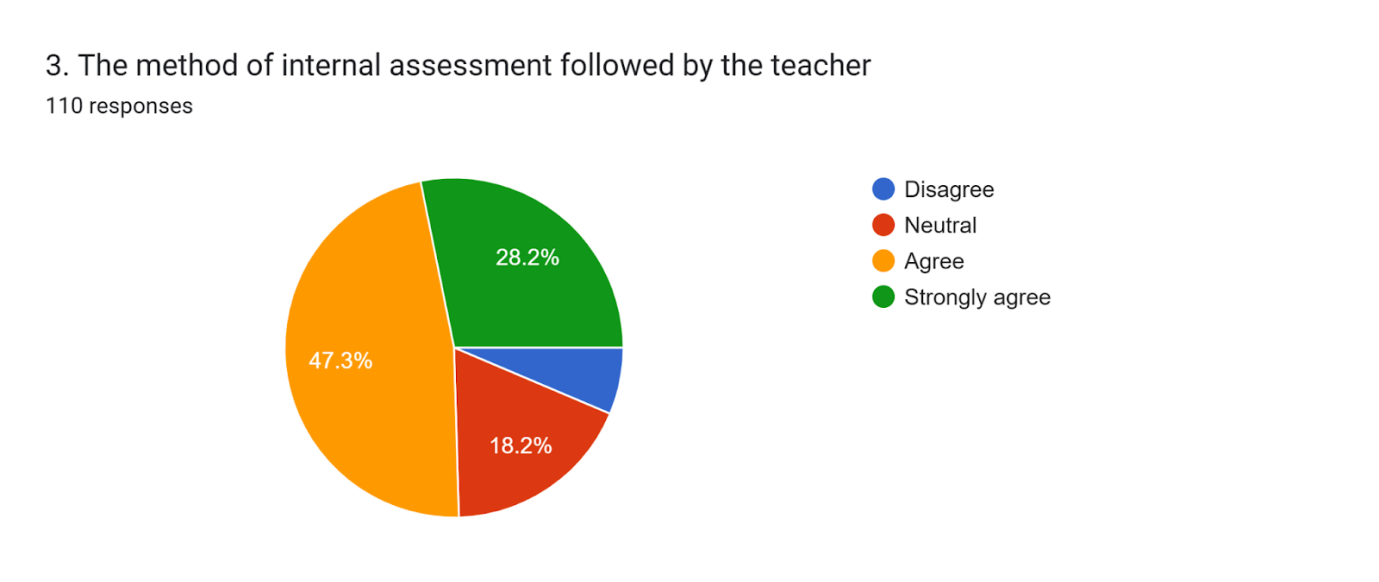 3. The method of internal assessment followed by the teacher
110 responses
28.2%
47.3%
18.2%
Disagree
Neutral
Agree
Strongly agree